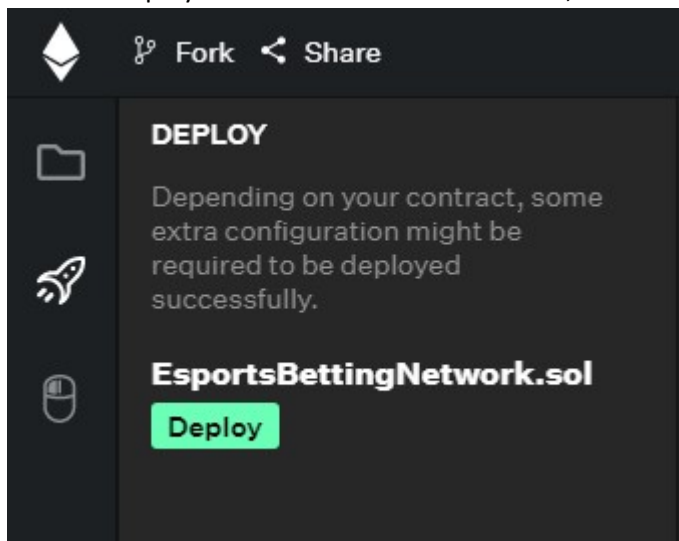 Fork Share
DEPLOY
Depending on your contract, some
extra configuration might be
required to be deployed
successfully.
EsportsBettingNetwork.sol
Deploy